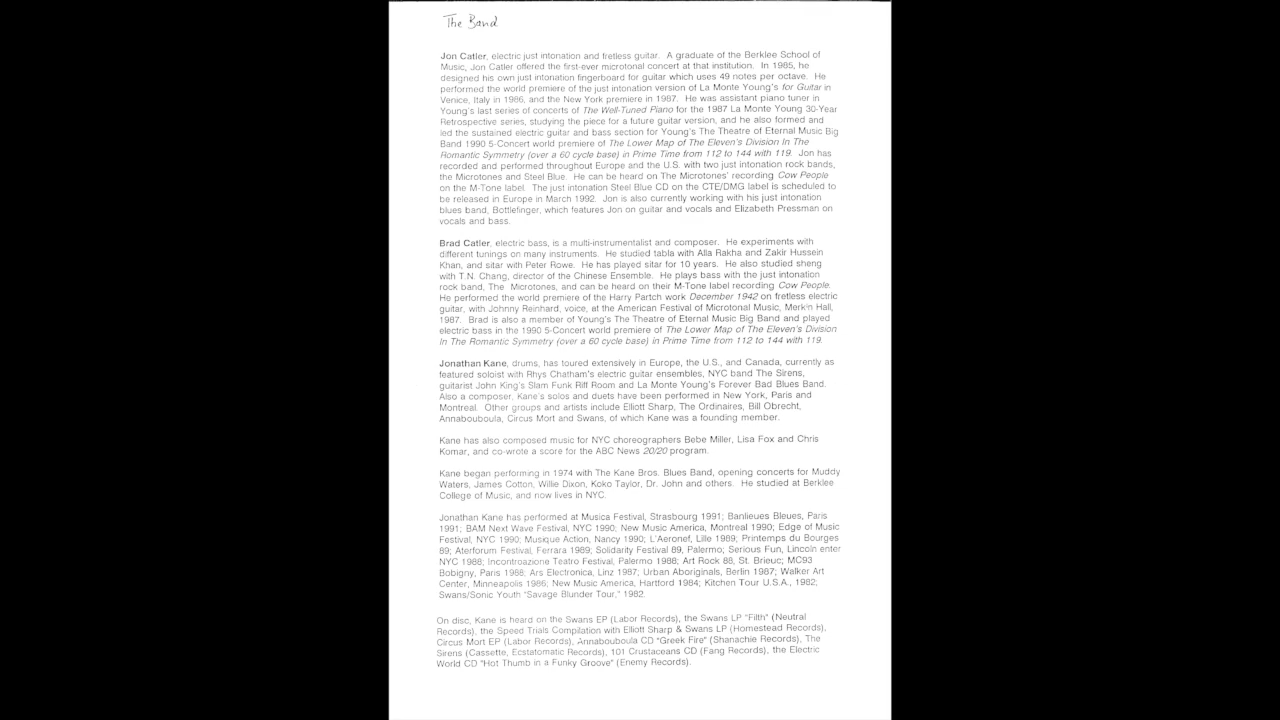 The Band
Jon Catler, electric just intonation and fretless guitar. A graduate of the Berklee School of
Music, Jon Catler offered the first-ever microtonal concert at that institution. In 1985, he
designed his own just intonation fingerboard for guitar which uses 49 notes per octave. He
performed the world premiere of the just intonation version of La Monte Young's for Guitar in
Venice, Italy in 1986, and the New York premiere in 1987. He was assistant piano tuner in
Young's last series of concerts of The Well-Tuned Piano for the 1987 La Monte Young 30-Year
Retrospective series, studying the piece for a future guitar version, and he also formed and
led the sustained electric guitar and bass section for Young's The Theatre of Eternal Music Big
Band 1990 5-Concert world premiere of The Lower Map of The Eleven's Division In The
Romantic Symmetry (over a 60 cycle base) in Prime Time from 112 to 144 with 119. Jon has
recorded and performed throughout Europe and the U.S. with two just intonation rock bands,
the Microtones and Steel Blue. He can be heard on The Microtones' recording Cow People
on the M-Tone label. The just intonation Steel Blue CD on the CTE/DMG label is scheduled to
be released in Europe in March 1992. Jon is also currently working with his just intonation
blues band, Bottlefinger, which features Jon on guitar and vocals and Elizabeth Pressman on
vocals and bass.
Brad Catler, electric bass, is a multi-instrumentalist and composer. He experiments with
different tunings on many instruments. He studied tabla with Alla Rakha and Zakir Hussein
Khan, and sitar with Peter Rowe. He has played sitar for 10 years. He also studied sheng
with T.N. Chang, director of the Chinese Ensemble. He plays bass with the just intonation
rock band, The Microtones, and can be heard on their M-Tone label recording Cow People.
He performed the world premiere of the Harry Partch work December 1942 on fretless electric
guitar, with Johnny Reinhard, voice, at the American Festival of Microtonal Music, Merkin Hall,
1987. Brad is also a member of Young's The Theatre of Eternal Music Big Band and played
electric bass in the 1990 5-Concert world premiere of The Lower Map of The Eleven's Division
In The Romantic Symmetry (over a 60 cycle base) in Prime Time from 112 to 144 with 119.
Jonathan Kane, drums, has toured extensively in Europe, the U.S., and Canada, currently as
featured soloist with Rhys Chatham's electric guitar ensembles, NYC band The Sirens,
guitarist John King's Slam Funk Riff Room and La Monte Young's Forever Bad Blues Band.
Also a composer, Kane's solos and duets have been performed in New York, Paris and
Montreal. Other groups and artists include Elliott Sharp, The Ordinaires, Bill Obrecht,
Annabouboula, Circus Mort and Swans, of which Kane was a founding member.
Kane has also composed music for NYC choreographers Bebe Miller, Lisa Fox and Chris
Komar, and co-wrote a score for the ABC News 20/20 program.
Kane began performing in 1974 with The Kane Bros. Blues Band, opening concerts for Muddy
Waters, James Cotton, Willie Dixon, Koko Taylor, Dr. John and others. He studied at Berklee
College of Music, and now lives in NYC.
Jonathan Kane has performed at Musica Festival, Strasbourg 1991; Banlieues Bleues, Paris
1991; BAM Next Wave Festival, NYC 1990; New Music America, Montreal 1990; Edge of Music
Festival, NYC 1990; Musique Action, Nancy 1990; L'Aeronef, Lille 1989; Printemps du Bourges
89; Aterforum Festival, Ferrara 1989; Solidarity Festival 89, Palermo; Serious Fun, Lincoln enter
NYC 1988; Incontroazione Teatro Festival, Palermo 1988; Art Rock 88, St. Brieuc; MC93
Bobigny, Paris 1988; Ars Electronica, Linz 1987; Urban Aboriginals, Berlin 1987; Walker Art
Center, Minneapolis 1986; New Music America, Hartford 1984; Kitchen Tour U.S.A., 1982;
Swans/Sonic Youth "Savage Blunder Tour," 1982.
On disc, Kane is heard on the Swans EP (Labor Records), the Swans LP "Filth" (Neutral
Records), the Speed Trials Compilation with Elliott Sharp & Swans LP (Homestead Records),
Circus Mort EP (Labor Records), Annabouboula CD "Greek Fire" (Shanachie Records), The
Sirens (Cassette, Ecstatomatic Records), 101 Crustaceans CD (Fang Records), the Electric
World CD "Hot Thumb in a Funky Groove" (Enemy Records).